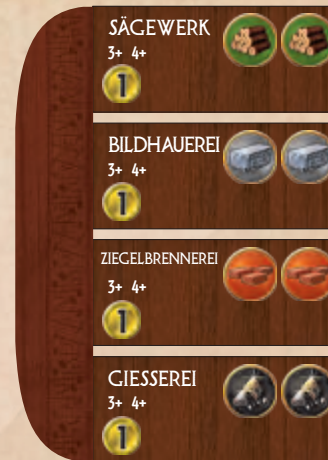 SÄGEWERK
3+ 4+
1
BILDHAUEREI
3+ 4+
1
ZIEGELBRENNEREI
3+ 4+
1
GIESSEREI
3+ 4+
1